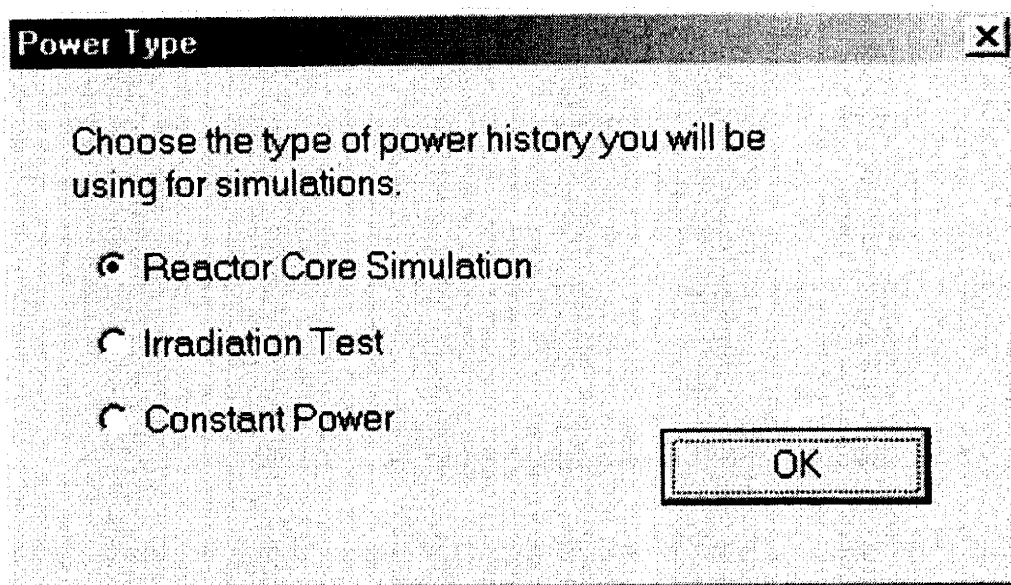 Power Type
Choose the type of power history you will be
using for simulations.
Reactor Core Simulation
Irradiation Test
Constant Power
OK